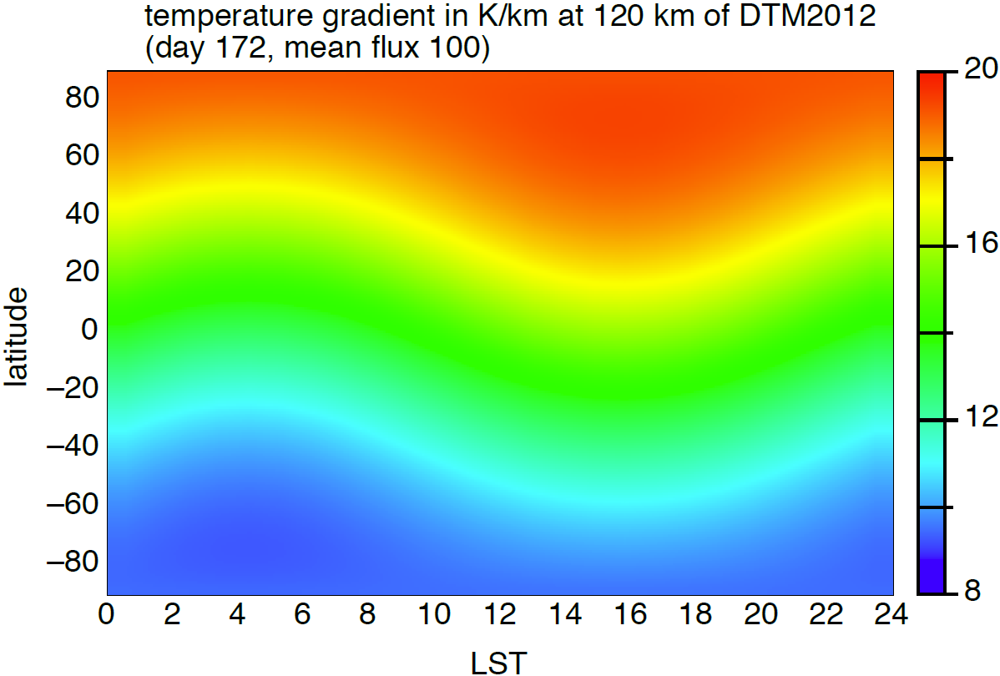 temperature gradient in K/km at 120 km of DTM2012
(day 172, mean flux 100)
80
60
40
20
0
−20
−40
−60
−80
latitude
0 2 4 6 8 10 12 14 16 18 20 22 24
LST
20
16
12
8